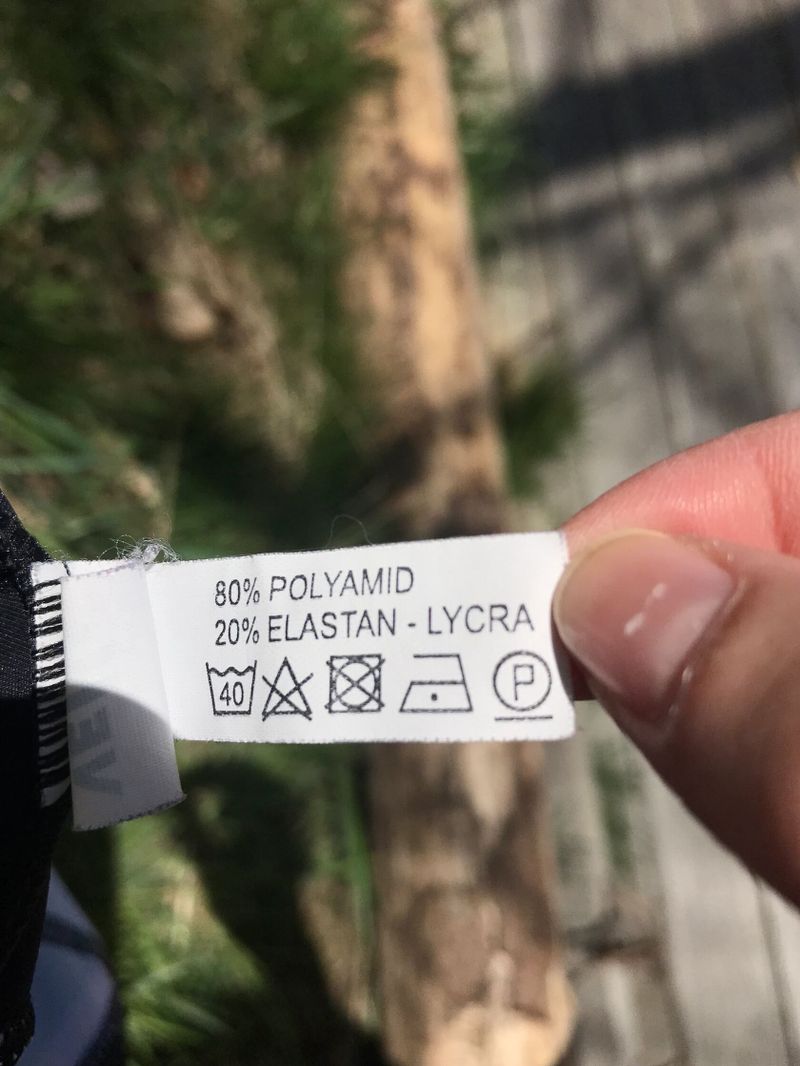 80% POLYAMID
20% ELASTAN - LYCRA
40 P